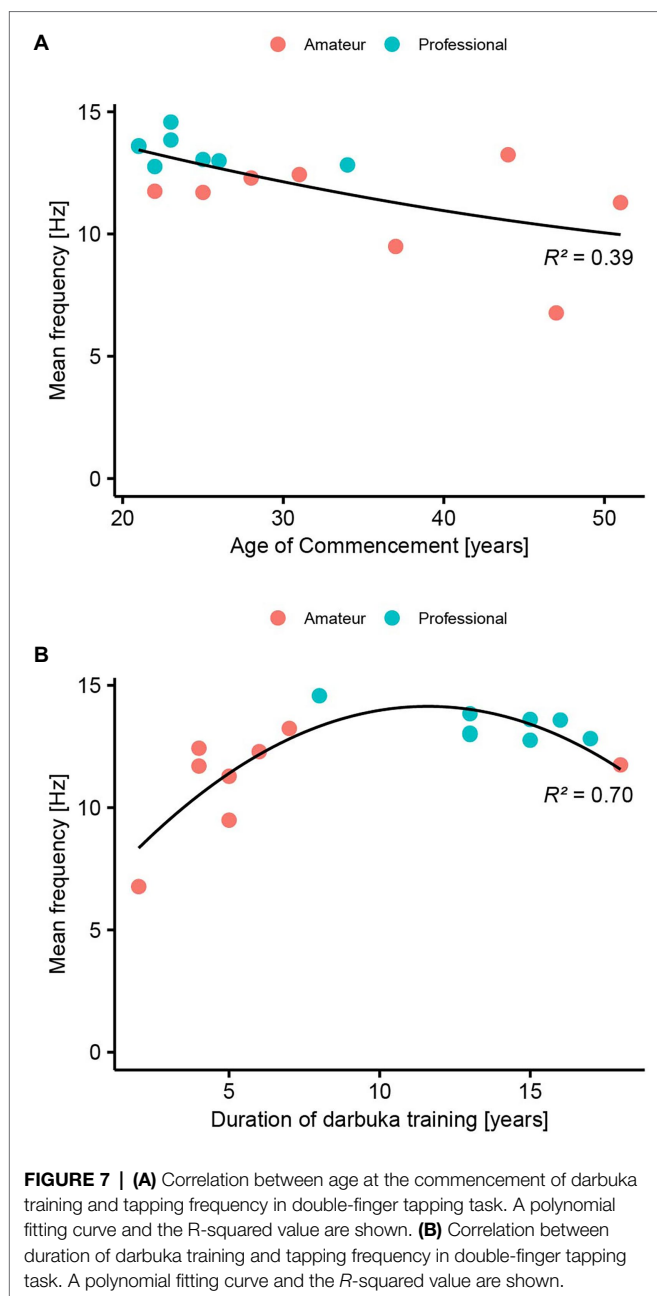 A
Amateur Professional
15
10
5
0
Mean frequency [Hz]
R² = 0.39
20 30 40 50
Age of Commencement [years]
Amateur Professional
B
15
10
5
0
Mean frequency [Hz]
R² = 0.70
5 10 15
Duration of darbuka training [years]
FIGURE 7 | (A) Correlation between age at the commencement of darbuka
training and tapping frequency in double-finger tapping task. A polynomial
fitting curve and the R-squared value are shown. (B) Correlation between
duration of darbuka training and tapping frequency in double-finger tapping
task. A polynomial fitting curve and the R-squared value are shown.